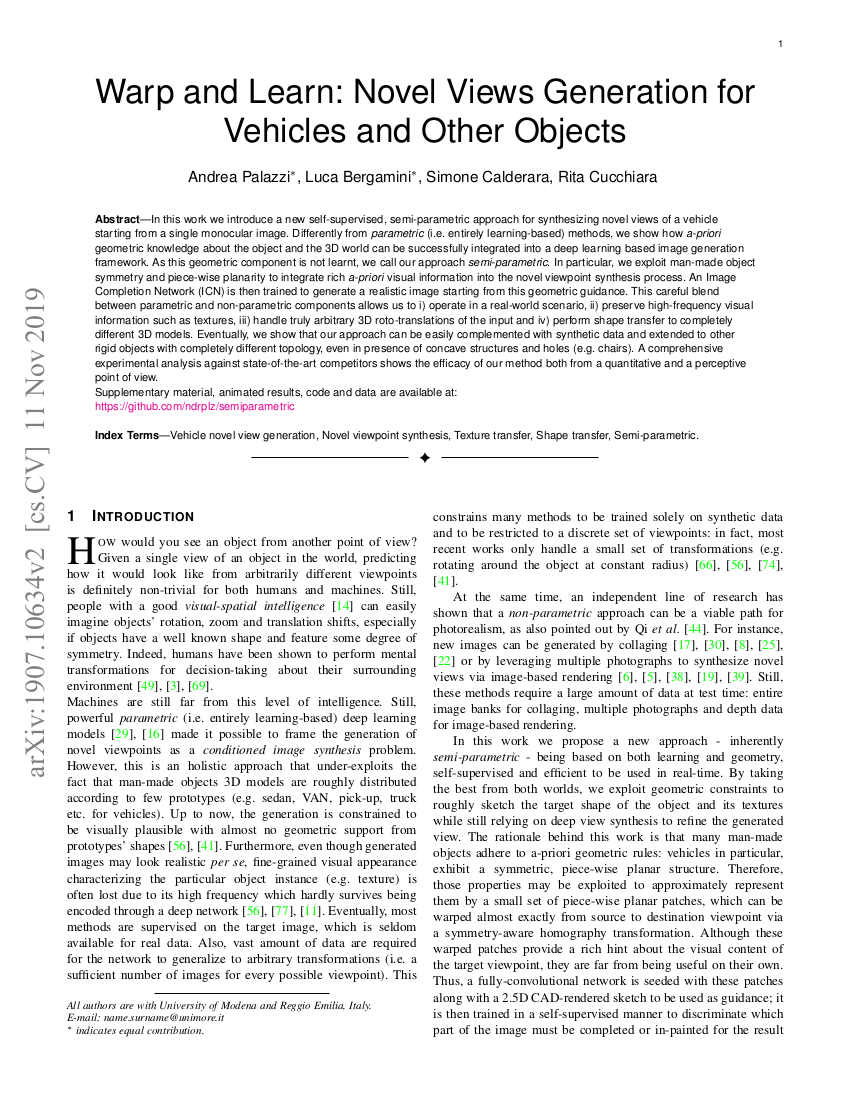 1
Warp and Learn: Novel Views Generation for
Vehicles and Other Objects
Andrea Palazzi∗, Luca Bergamini∗, Simone Calderara, Rita Cucchiara
Abstract—In this work we introduce a new self-supervised, semi-parametric approach for synthesizing novel views of a vehicle
starting from a single monocular image. Differently from parametric (i.e. entirely learning-based) methods, we show how a-priori
geometric knowledge about the object and the 3D world can be successfully integrated into a deep learning based image generation
framework. As this geometric component is not learnt, we call our approach semi-parametric. In particular, we exploit man-made object
symmetry and piece-wise planarity to integrate rich a-priori visual information into the novel viewpoint synthesis process. An Image
Completion Network (ICN) is then trained to generate a realistic image starting from this geometric guidance. This careful blend
between parametric and non-parametric components allows us to i) operate in a real-world scenario, ii) preserve high-frequency visual
information such as textures, iii) handle truly arbitrary 3D roto-translations of the input and iv) perform shape transfer to completely
different 3D models. Eventually, we show that our approach can be easily complemented with synthetic data and extended to other
rigid objects with completely different topology, even in presence of concave structures and holes (e.g. chairs). A comprehensive
experimental analysis against state-of-the-art competitors shows the efficacy of our method both from a quantitative and a perceptive
point of view.
Supplementary material, animated results, code and data are available at:
https://github.com/ndrplz/semiparametric
Index Terms—Vehicle novel view generation, Novel viewpoint synthesis, Texture transfer, Shape transfer, Semi-parametric.
1 INTRODUCTION
HOW would you see an object from another point of view?
Given a single view of an object in the world, predicting
how it would look like from arbitrarily different viewpoints
is definitely non-trivial for both humans and machines. Still,
people with a good visual-spatial intelligence [14] can easily
imagine objects' rotation, zoom and translation shifts, especially
if objects have a well known shape and feature some degree of
symmetry. Indeed, humans have been shown to perform mental
transformations for decision-taking about their surrounding
environment [49], [3], [69].
Machines are still far from this level of intelligence. Still,
powerful parametric (i.e. entirely learning-based) deep learning
models [29], [16] made it possible to frame the generation of
novel viewpoints as a conditioned image synthesis problem.
However, this is an holistic approach that under-exploits the
fact that man-made objects 3D models are roughly distributed
according to few prototypes (e.g. sedan, VAN, pick-up, truck
etc. for vehicles). Up to now, the generation is constrained to
be visually plausible with almost no geometric support from
prototypes' shapes [56], [41]. Furthermore, even though generated
images may look realistic per se, fine-grained visual appearance
characterizing the particular object instance (e.g. texture) is
often lost due to its high frequency which hardly survives being
encoded through a deep network [56], [77], [11]. Eventually, most
methods are supervised on the target image, which is seldom
available for real data. Also, vast amount of data are required
for the network to generalize to arbitrary transformations (i.e. a
sufficient number of images for every possible viewpoint). This
All authors are with University of Modena and Reggio Emilia, Italy.
E-mail: name.surname@unimore.it
∗ indicates equal contribution.
constrains many methods to be trained solely on synthetic data
and to be restricted to a discrete set of viewpoints: in fact, most
recent works only handle a small set of transformations (e.g.
rotating around the object at constant radius) [66], [56], [74],
[41].
At the same time, an independent line of research has
shown that a non-parametric approach can be a viable path for
photorealism, as also pointed out by Qi et al. [44]. For instance,
new images can be generated by collaging [17], [30], [8], [25],
[22] or by leveraging multiple photographs to synthesize novel
views via image-based rendering [6], [5], [38], [19], [39]. Still,
these methods require a large amount of data at test time: entire
image banks for collaging, multiple photographs and depth data
for image-based rendering.
In this work we propose a new approach - inherently
semi-parametric - being based on both learning and geometry,
self-supervised and efficient to be used in real-time. By taking
the best from both worlds, we exploit geometric constraints to
roughly sketch the target shape of the object and its textures
while still relying on deep view synthesis to refine the generated
view. The rationale behind this work is that many man-made
objects adhere to a-priori geometric rules: vehicles in particular,
exhibit a symmetric, piece-wise planar structure. Therefore,
those properties may be exploited to approximately represent
them by a small set of piece-wise planar patches, which can be
warped almost exactly from source to destination viewpoint via
a symmetry-aware homography transformation. Although these
warped patches provide a rich hint about the visual content of
the target viewpoint, they are far from being useful on their own.
Thus, a fully-convolutional network is seeded with these patches
along with a 2.5D CAD-rendered sketch to be used as guidance; it
is then trained in a self-supervised manner to discriminate which
part of the image must be completed or in-painted for the result
arXiv:1907.10634v2 [cs.CV] 11 Nov 2019